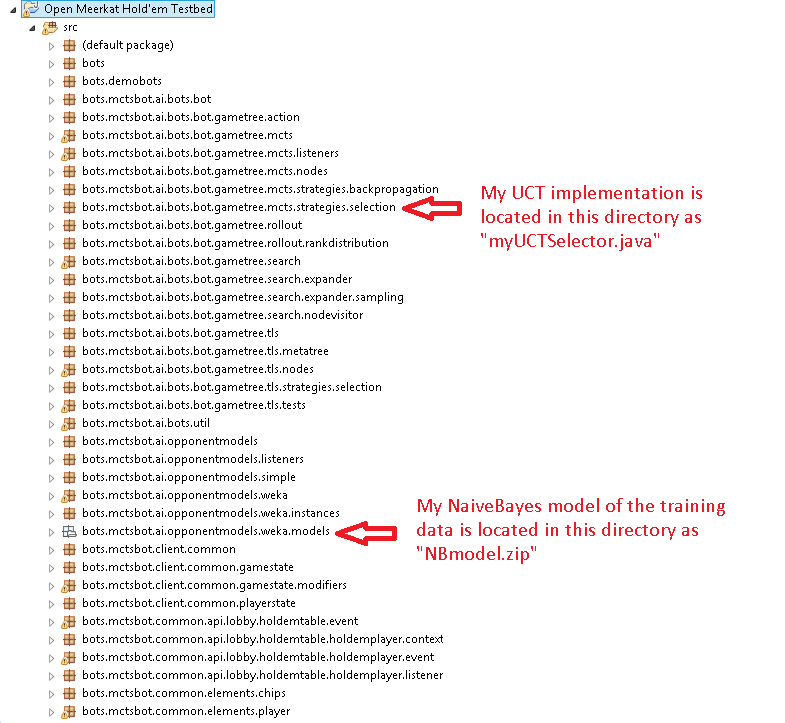 Open Meerkat Hold'em Testbed
src
(default package)
bots
bots.demobots
bots.mctsbot.ai.bots.bot
bots.mctsbot.ai.bots.bot.gametree.action
bots.mctsbot.ai.bots.bot.gametree.mcts
bots.mctsbot.ai.bots.bot.gametree.mcts.listeners
bots.mctsbot.ai.bots.bot.gametree.mcts.nodes
bots.mctsbot.ai.bots.bot.gametree.mcts.strategies.backpropagation
bots.mctsbot.ai.bots.bot.gametree.mcts.strategies.selection
My UCT implementation is
located in this directory as
"myUCTSelector.java"
bots.mctsbot.ai.bots.bot.gametree.rollout
bots.mctsbot.ai.bots.bot.gametree.rollout.rankdistribution
bots.mctsbot.ai.bots.bot.gametree.search
bots.mctsbot.ai.bots.bot.gametree.search.expander
bots.mctsbot.ai.bots.bot.gametree.search.expander.sampling
bots.mctsbot.ai.bots.bot.gametree.search.nodevisitor
bots.mctsbot.ai.bots.bot.gametree.tls
bots.mctsbot.ai.bots.bot.gametree.tls.metatree
bots.mctsbot.ai.bots.bot.gametree.tls.nodes
bots.mctsbot.ai.bots.bot.gametree.tls.strategies.selection
bots.mctsbot.ai.bots.bot.gametree.tls.tests
bots.mctsbot.ai.bots.util
bots.mctsbot.ai.opponentmodels
bots.mctsbot.ai.opponentmodels.listeners
bots.mctsbot.ai.opponentmodels.simple
bots.mctsbot.ai.opponentmodels.weka
bots.mctsbot.ai.opponentmodels.weka.instances
bots.mctsbot.ai.opponentmodels.weka.models
My NaiveBayes model of the training
data is located in this directory as
"NBmodel.zip"
bots.mctsbot.client.common
bots.mctsbot.client.common.gamestate
bots.mctsbot.client.common.gamestate.modifiers
bots.mctsbot.client.common.playerstate
bots.mctsbot.common.api.lobby.holdemtable.event
bots.mctsbot.common.api.lobby.holdemtable.holdemplayer.context
bots.mctsbot.common.api.lobby.holdemtable.holdemplayer.event
bots.mctsbot.common.api.lobby.holdemtable.holdemplayer.listener
bots.mctsbot.common.elements.chips
bots.mctsbot.common.elements.player